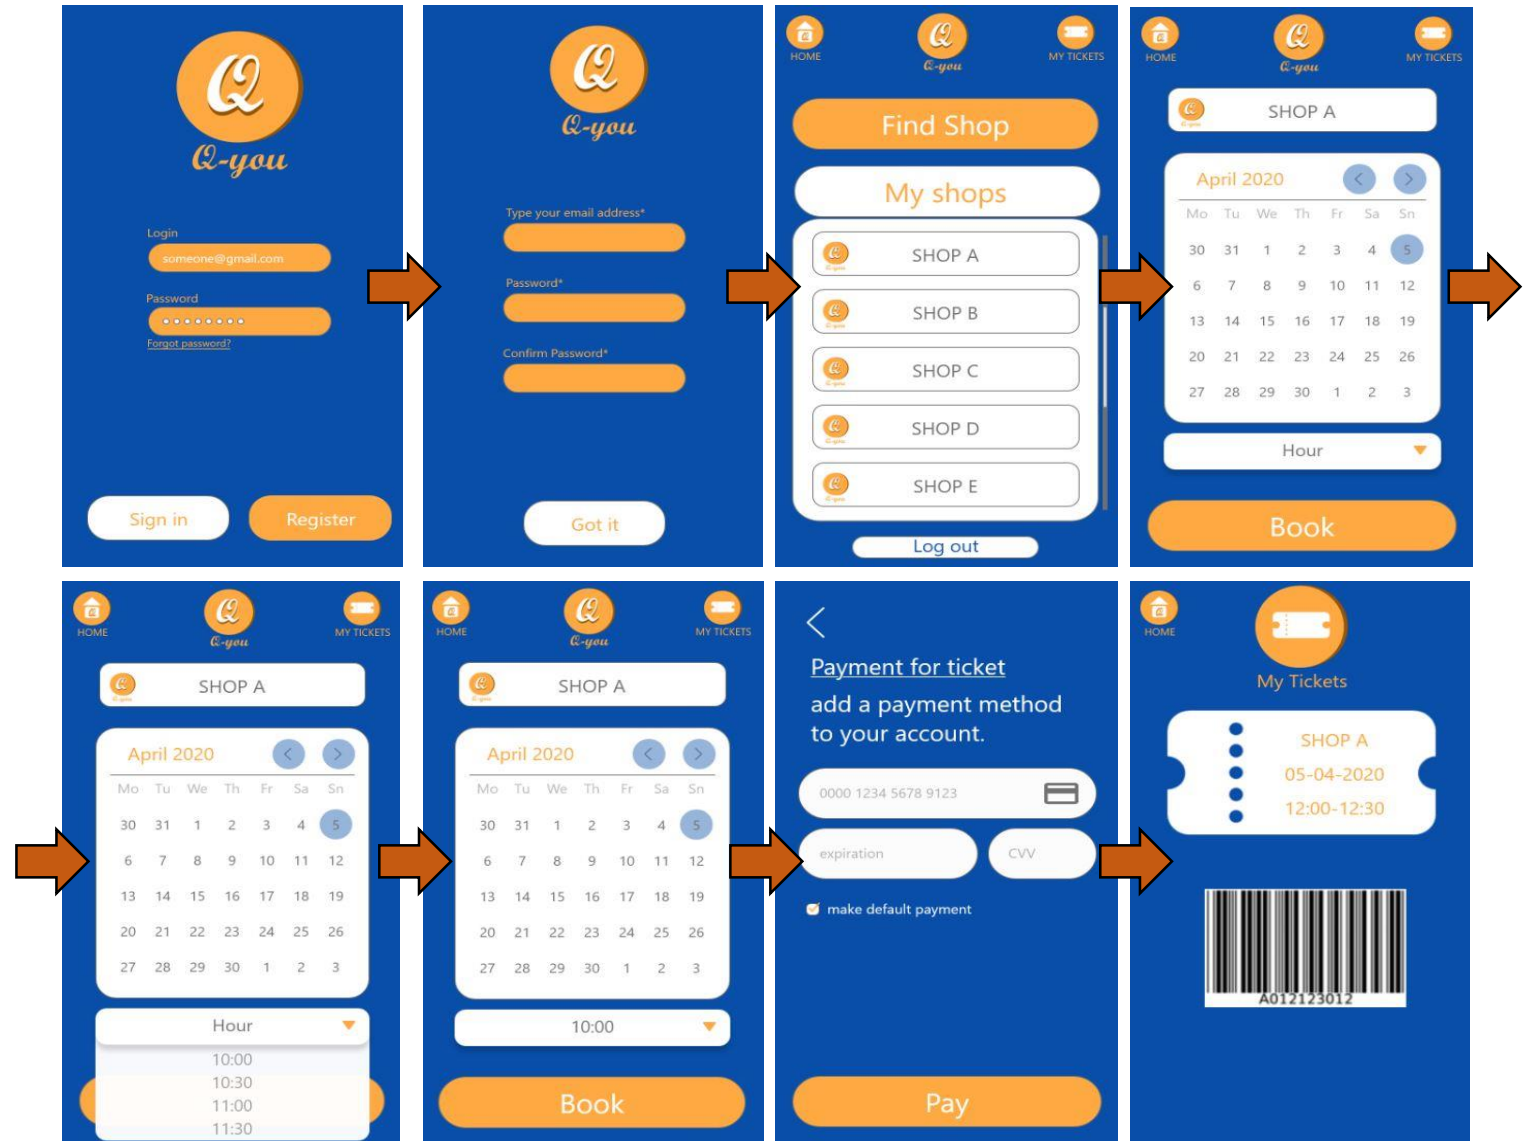 Q
Q-you
Login
someone@gmail.com
Password
Forgot password?
Sign in
Register
Q
Q-you
Type your email address*
Password*
Confirm Password*
Got it
HOME
Q
Q-you
MY TICKETS
Find Shop
My shops
SHOP A
SHOP B
SHOP C
SHOP D
SHOP E
Log out
HOME
Q
Q-you
MY TICKETS
SHOP A
April 2020 < >
Mo Tu We Th Fr Sa Sn
30 31 1 2 3 4 5
6 7 8 9 10 11 12
13 14 15 16 17 18 19
20 21 22 23 24 25 26
27 28 29 30 1 2 3
Hour
Book
HOME
Q
Q-you
MY TICKETS
SHOP A
April 2020 < >
Mo Tu We Th Fr Sa Sn
30 31 1 2 3 4 5
6 7 8 9 10 11 12
13 14 15 16 17 18 19
20 21 22 23 24 25 26
27 28 29 30 1 2 3
Hour
10:00
10:30
11:00
11:30
HOME
Q
Q-you
MY TICKETS
SHOP A
April 2020 < >
Mo Tu We Th Fr Sa Sn
30 31 1 2 3 4 5
6 7 8 9 10 11 12
13 14 15 16 17 18 19
20 21 22 23 24 25 26
27 28 29 30 1 2 3
10:00
Book
Payment for ticket
add a payment method
to your account.
0000 1234 5678 9123
expiration
CVV
make default payment
Pay
HOME
My Tickets
SHOP A
05-04-2020
12:00-12:30
A012123012